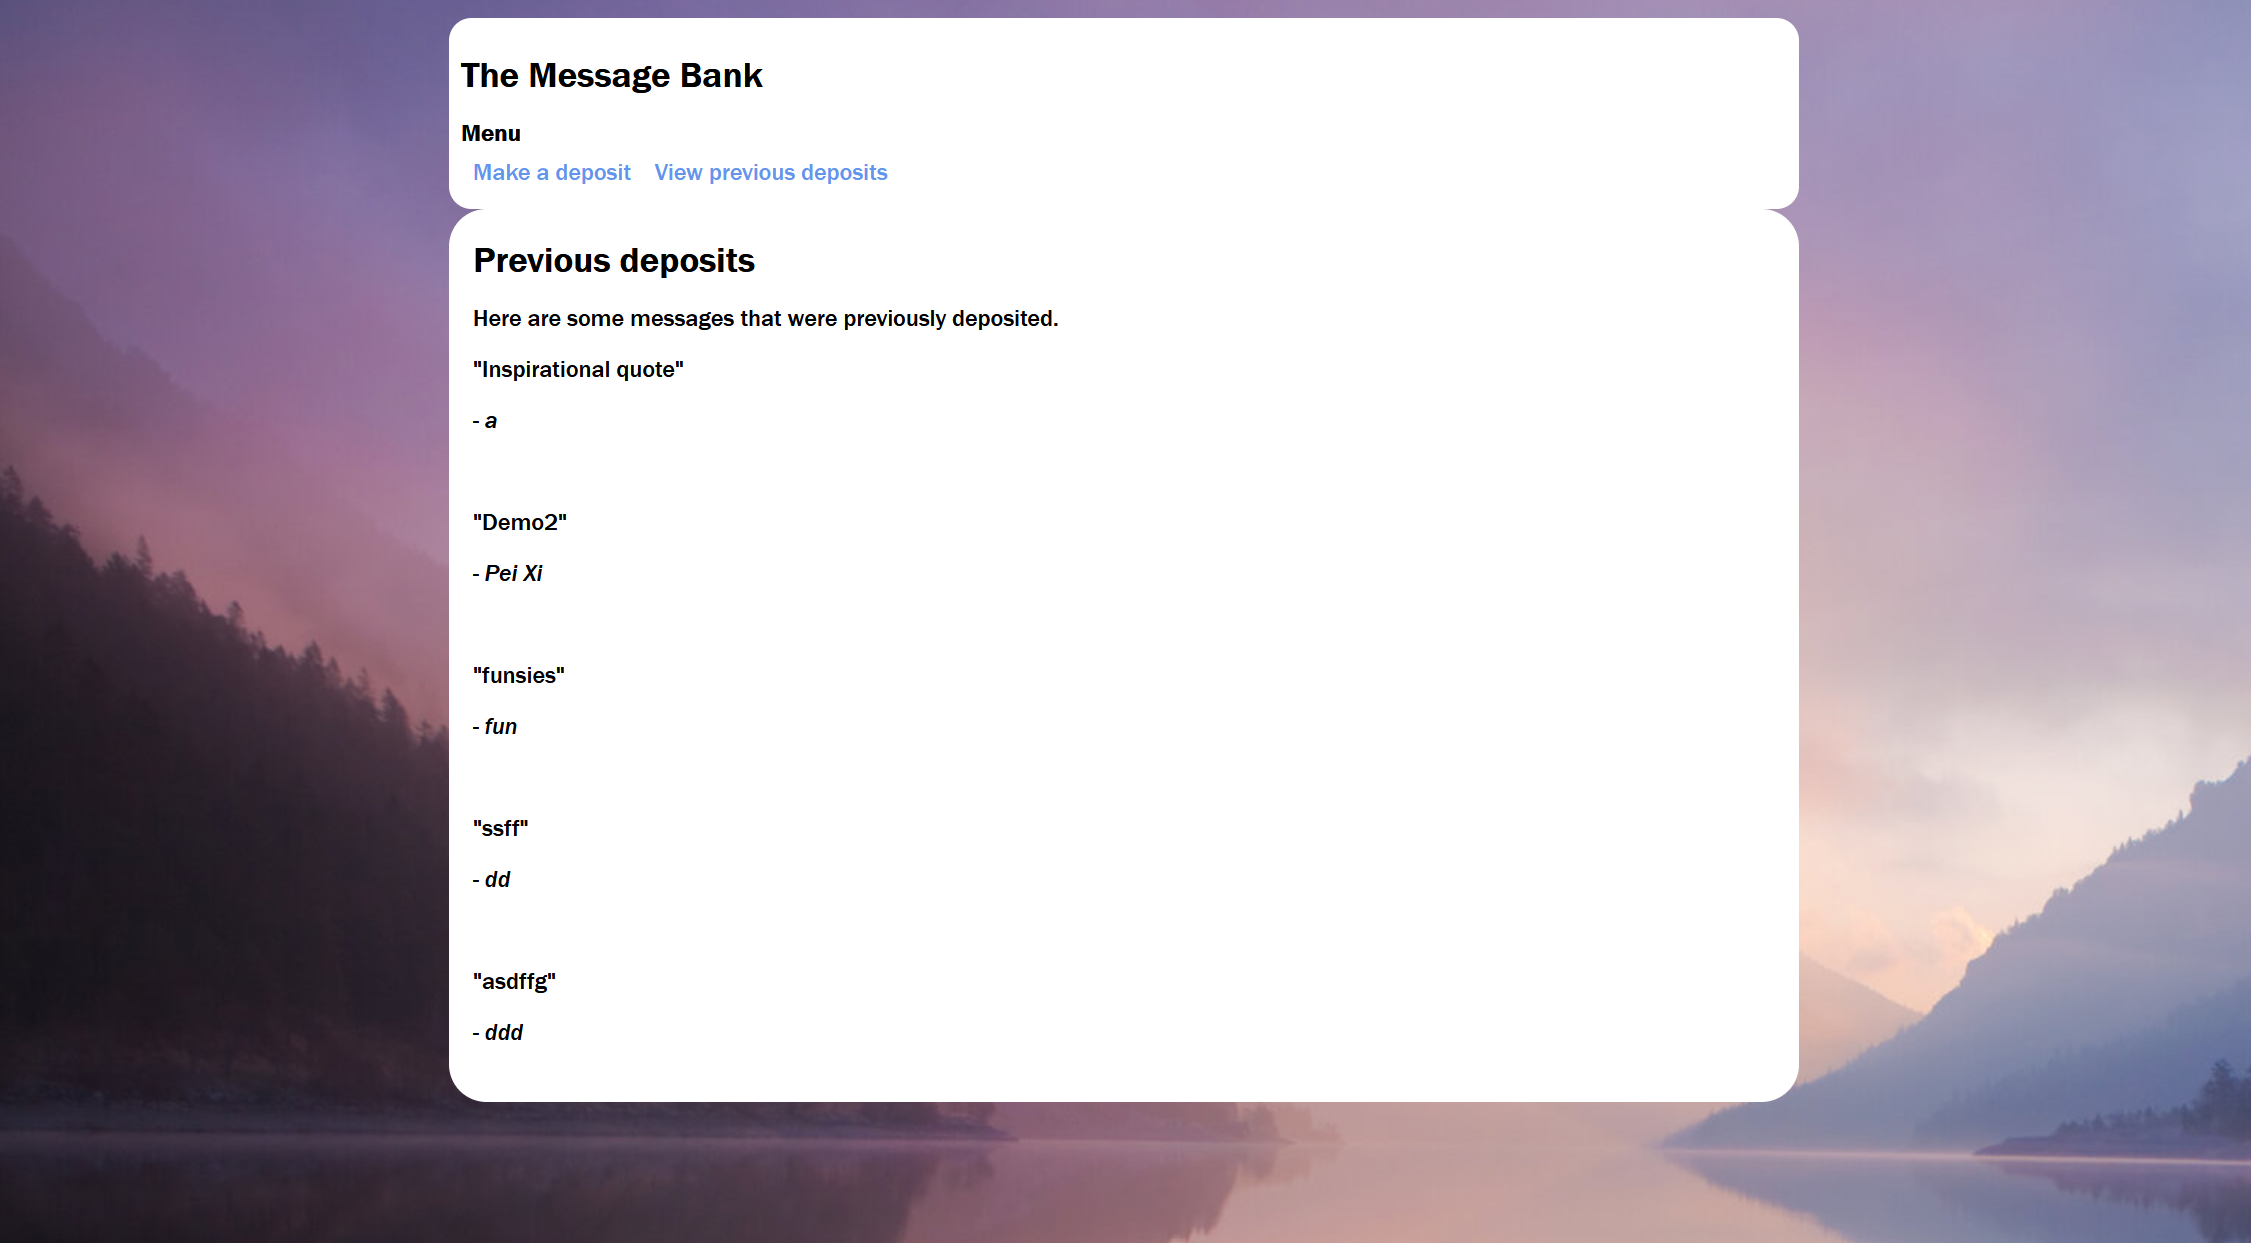 The Message Bank
Menu
Make a deposit View previous deposits
Previous deposits
Here are some messages that were previously deposited.
"Inspirational quote"
- a
"Demo2"
- Pei Xi
"funsies"
- fun
"ssff"
- dd
"asdffg"
- ddd